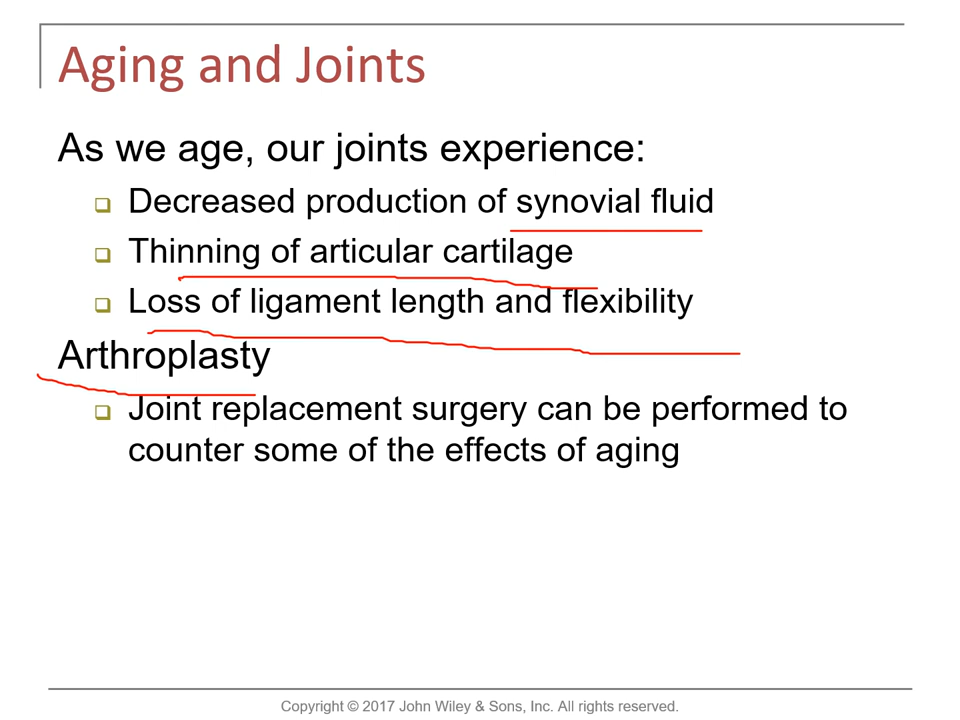 Aging and Joints
As we age, our joints experience:
Decreased production of synovial fluid
Thinning of articular cartilage
Loss of ligament length and flexibility
Arthroplasty
Joint replacement surgery can be performed to
counter some of the effects of aging
Copyright © 2017 John Wiley & Sons, Inc. All rights reserved.